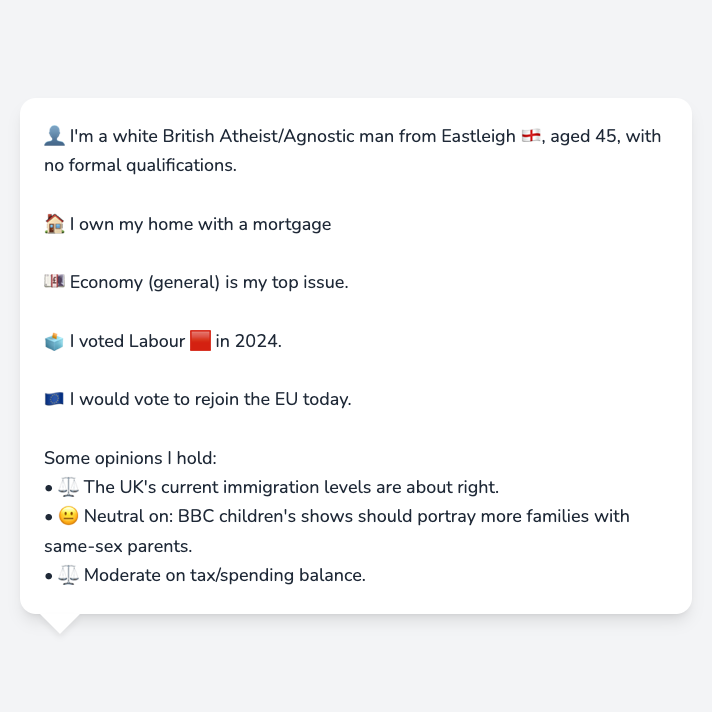 👤 I'm a white British Atheist/Agnostic man from Eastleigh 🏴󠁧󠁢󠁥󠁮󠁧󠁿, aged 45, with
no formal qualifications.
🏠 I own my home with a mortgage
💷 Economy (general) is my top issue.
🗳️ I voted Labour 🟥 in 2024.
🇪🇺 I would vote to rejoin the EU today.
Some opinions I hold:
• ⚖️ The UK's current immigration levels are about right.
• 😐 Neutral on: BBC children's shows should portray more families with
same-sex parents.
• ⚖️ Moderate on tax/spending balance.